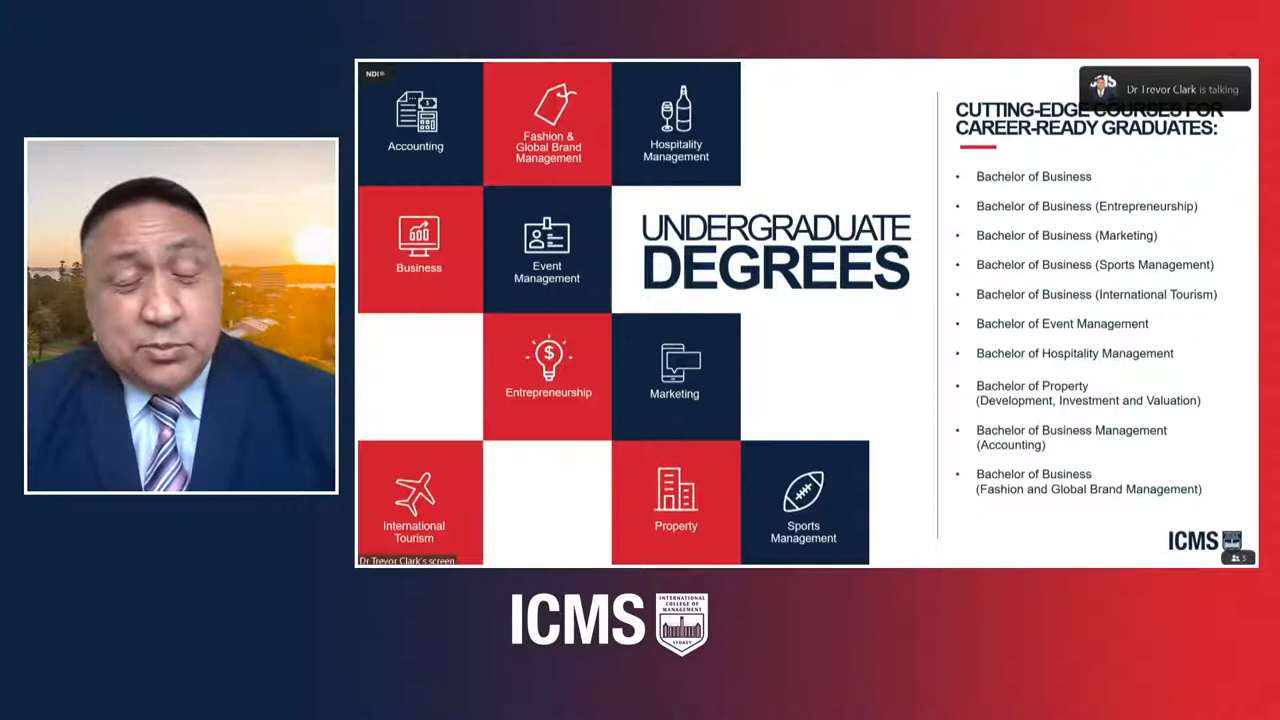 NDI®
Accounting
Fashion &
Global Brand
Management
Hospitality
Management
Business
Event
Management
UNDERGRADUATE
DEGREES
Entrepreneurship
Marketing
International
Tourism
Property
Sports
Management
Dr Trevor Clark's screen
Dr Trevor Clark is talking
CUTTING-EDGE COURSES FOR
CAREER-READY GRADUATES:
• Bachelor of Business
• Bachelor of Business (Entrepreneurship)
• Bachelor of Business (Marketing)
• Bachelor of Business (Sports Management)
• Bachelor of Business (International Tourism)
• Bachelor of Event Management
• Bachelor of Hospitality Management
• Bachelor of Property
(Development, Investment and Valuation)
• Bachelor of Business Management
(Accounting)
• Bachelor of Business
(Fashion and Global Brand Management)
ICMS
ICMS
INTERNATIONAL
COLLEGE OF
MANAGEMENT
SYDNEY